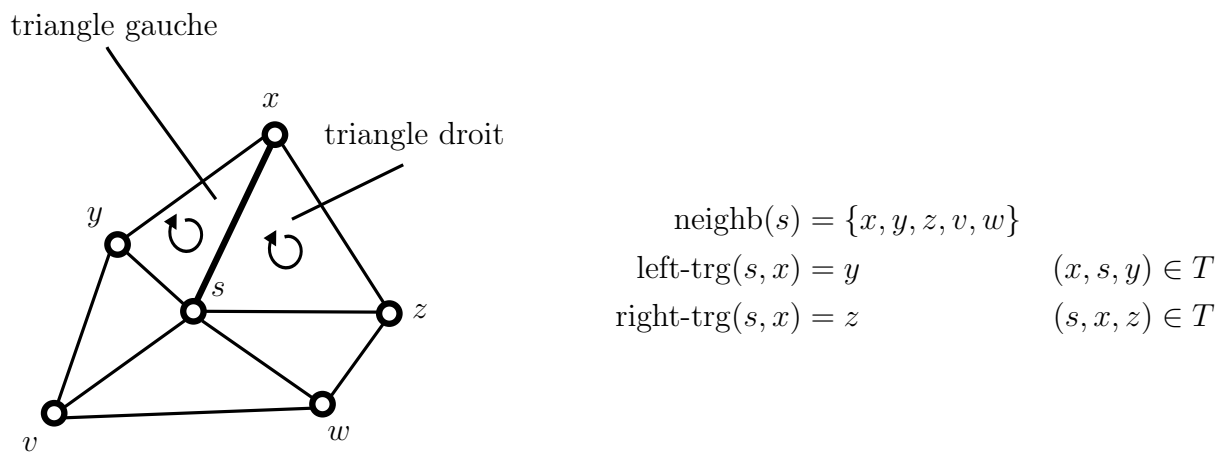 triangle gauche
x
triangle droit
y
s
z
v
w
neighb(s) = {x, y, z, v, w}
left-trg(s, x) = y (x, s, y) ∈ T
right-trg(s, x) = z (s, x, z) ∈ T